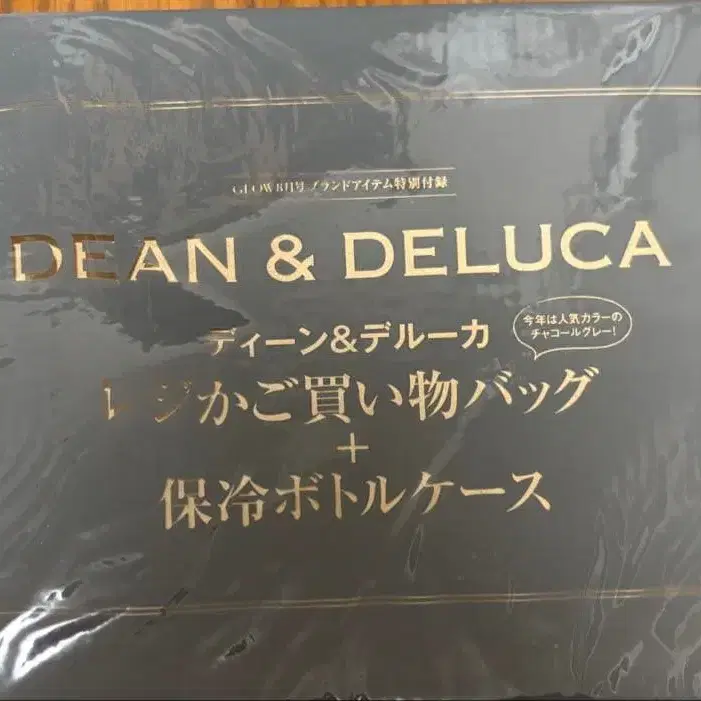 GLOW 8月号 ブランドアイテム特別付録
DEAN & DELUCA
ディーン&デルーカ
今年は人気カラーの
チャコールグレー!
レジかご買い物バッグ
+
保冷ボトルケース